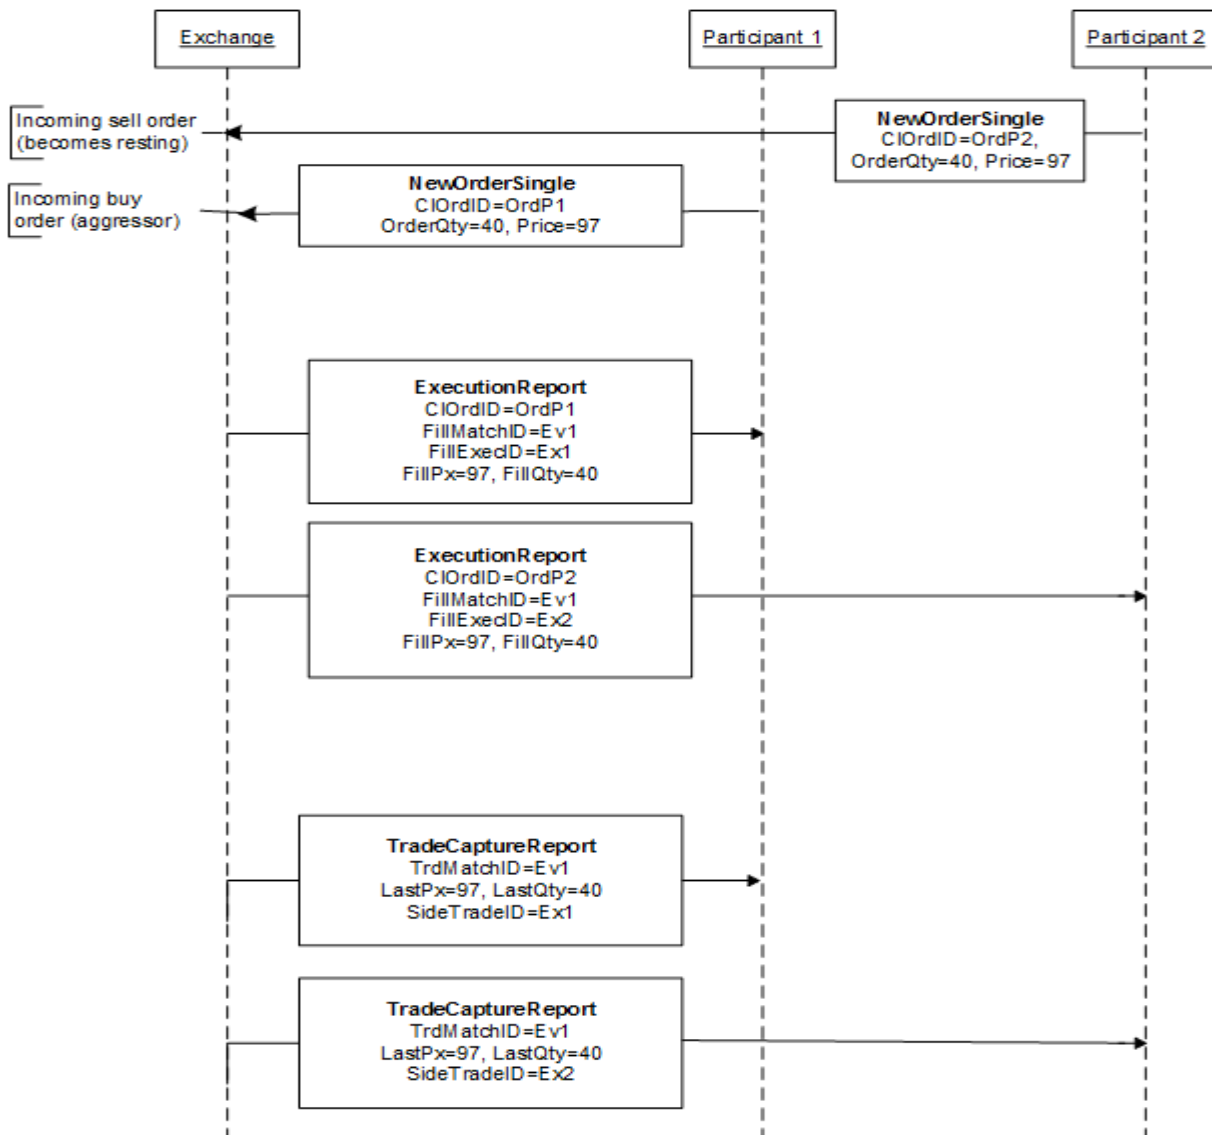 Exchange
Participant 1
Participant 2
Incoming sell order
(becomes resting)
NewOrderSingle
ClOrdID=OrdP2,
OrderQty=40, Price=97
Incoming buy
order (aggressor)
NewOrderSingle
ClOrdID=OrdP1
OrderQty=40, Price=97
ExecutionReport
ClOrdID=OrdP1
FillMatchID=Ev1
FillExecID=Ex1
FillPx=97, FillQty=40
ExecutionReport
ClOrdID=OrdP2
FillMatchID=Ev1
FillExecID=Ex2
FillPx=97, FillQty=40
TradeCaptureReport
TrdMatchID=Ev1
LastPx=97, LastQty=40
SideTradeID=Ex1
TradeCaptureReport
TrdMatchID=Ev1
LastPx=97, LastQty=40
SideTradeID=Ex2